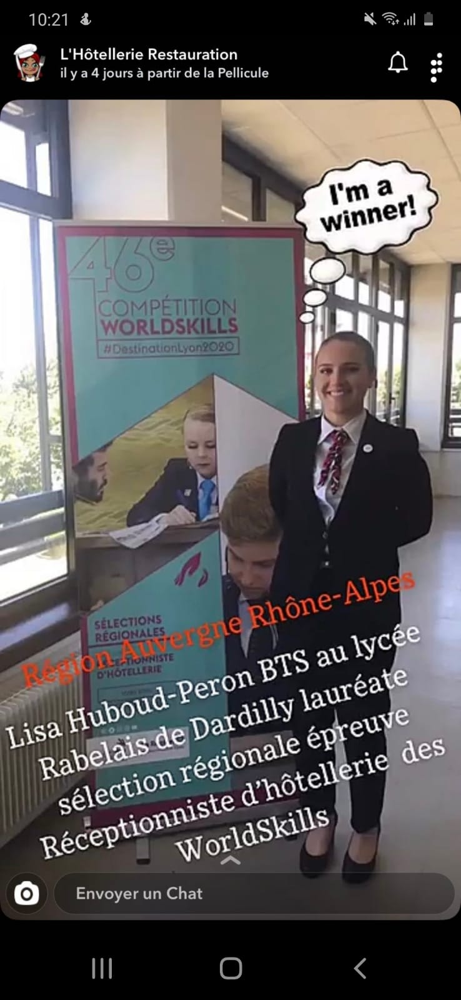 10:21
L'Hôtellerie Restauration
il y a 4 jours à partir de la Pellicule
I'm a
winner!
46e
COMPÉTITION
WORLDSKILLS
#DestinationLyon2020
SÉLECTIONS
RÉGIONALES
D'HÔTELLERIE
Région Auvergne Rhône-Alpes
Lisa Huboud-Peron BTS au lycée
Rabelais de Dardilly lauréate
sélection régionale épreuve
Réceptionniste d'hôtellerie des
WorldSkills
Envoyer un Chat